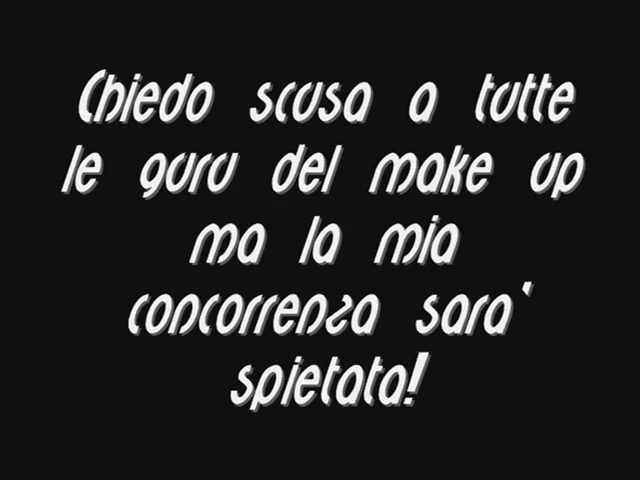 Chiedo scusa a tutte
le guru del make up
ma la mia
concorrenza sara'
spietata!